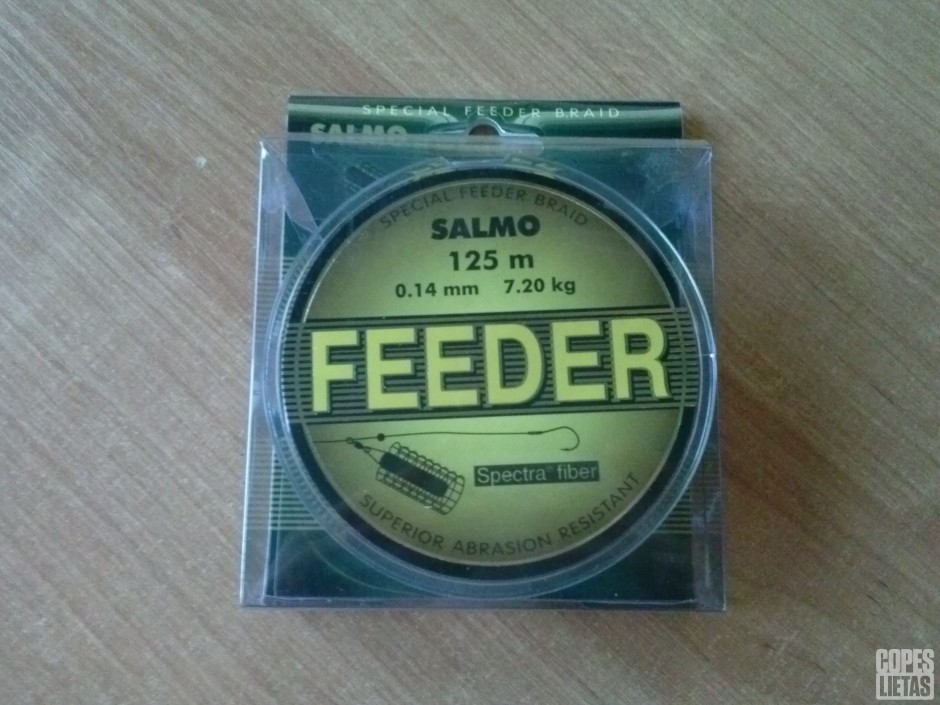 SPECIAL FEEDER BRAID
SALMO
SPECIAL FEEDER BRAID
SALMO
125 m
0.14 mm 7.20 kg
FEEDER
Spectra® fiber
SUPERIOR ABRASION RESISTANT
COPES
LIETAS